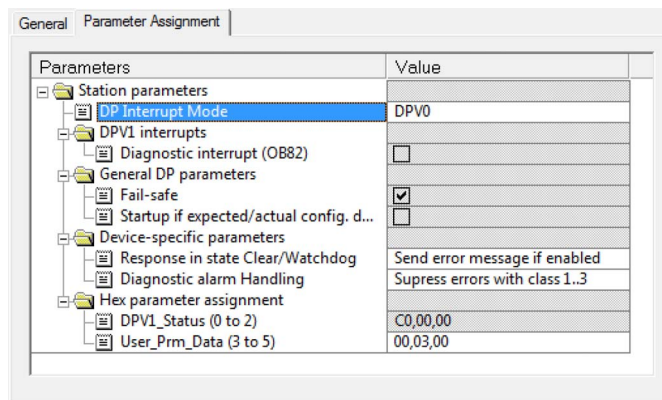 General Parameter Assignment
Parameters Value
Station parameters
DP Interrupt Mode DPV0
DPV1 interrupts
Diagnostic interrupt (OB82)
General DP parameters
Fail-safe
Startup if expected/actual config. d...
Device-specific parameters
Response in state Clear/Watchdog Send error message if enabled
Diagnostic alarm Handling Supress errors with class 1..3
Hex parameter assignment
DPV1_Status (0 to 2) C0,00,00
User_Prm_Data (3 to 5) 00,03,00